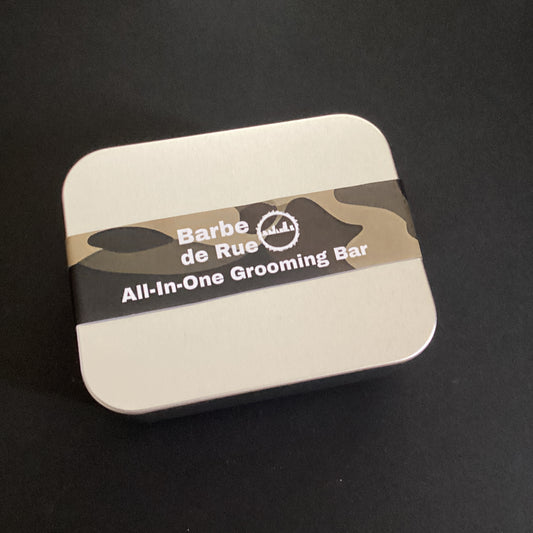 Barbe
de Rue
All-In-One Grooming Bar